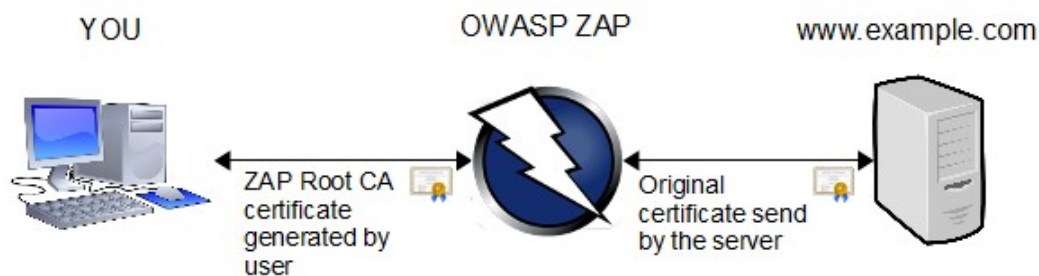 YOU
OWASP ZAP
www.example.com
ZAP Root CA
certificate
generated by
user
Original
certificate send
by the server